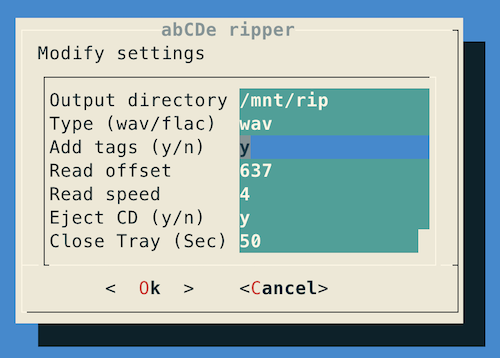 abCDe ripper
Modify settings
Output directory /mnt/rip
Type (wav/flac) wav
Add tags (y/n) y
Read offset 637
Read speed 4
Eject CD (y/n) y
Close Tray (Sec) 50
< Ok > <Cancel>